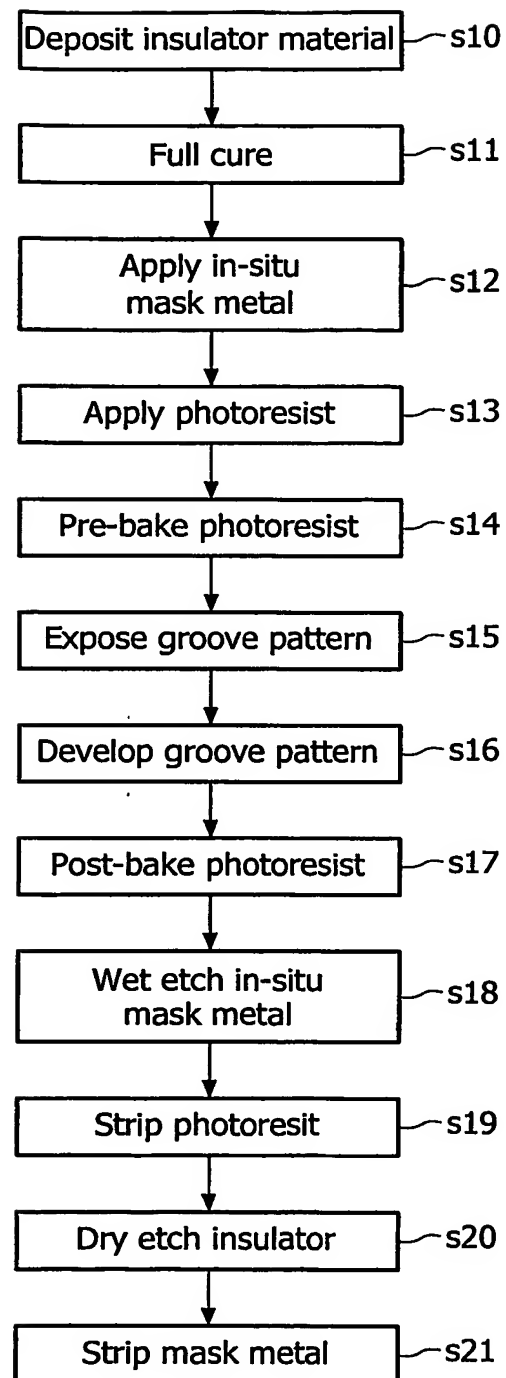 Deposit insulator material s10
Full cure s11
Apply in-situ
mask metal s12
Apply photoresist s13
Pre-bake photoresist s14
Expose groove pattern s15
Develop groove pattern s16
Post-bake photoresist s17
Wet etch in-situ
mask metal s18
Strip photoresit s19
Dry etch insulator s20
Strip mask metal s21